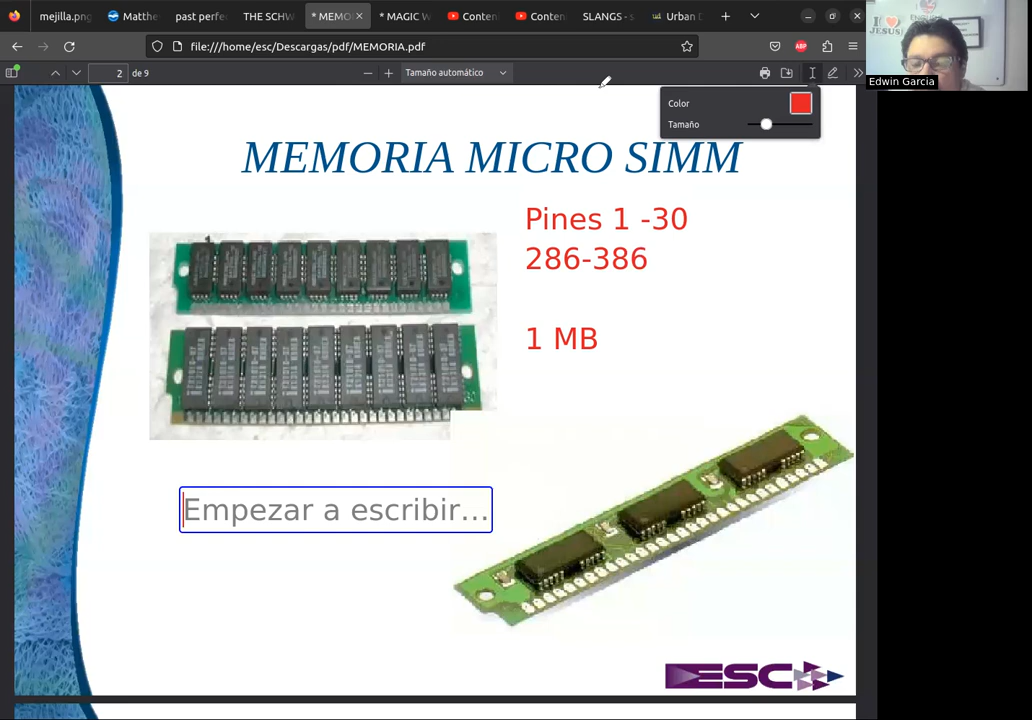 mejilla.png
Matthe
past perfe
THE SCHW
* MEMO
* MAGIC W
Conten
Conten
SLANGS - s
Urban D
file:///home/esc/Descargas/pdf/MEMORIA.pdf
ABP
2 de 9
Tamaño automático
Color
Tamaño
Edwin Garcia
MEMORIA MICRO SIMM
Pines 1 -30
286-386
1 MB
Empezar a escribir...
ESC